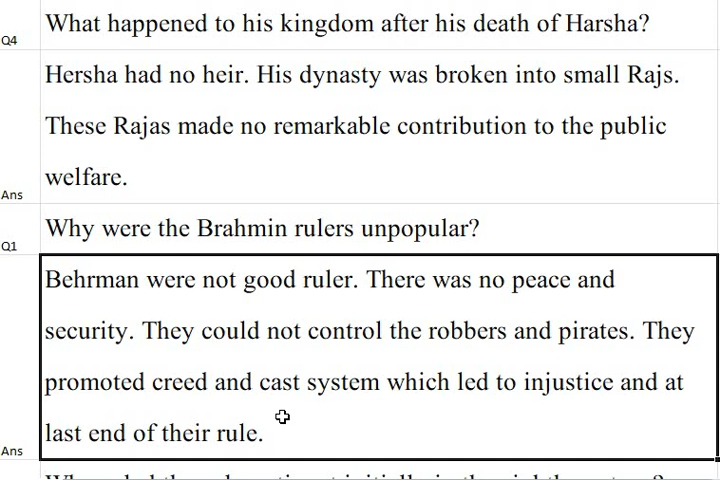 What happened to his kingdom after his death of Harsha?
Q4
Hersha had no heir. His dynasty was broken into small Rajs.
These Rajas made no remarkable contribution to the public
welfare.
Ans
Why were the Brahmin rulers unpopular?
Q1
Behrman were not good ruler. There was no peace and
security. They could not control the robbers and pirates. They
promoted creed and cast system which led to injustice and at
last end of their rule.
Ans